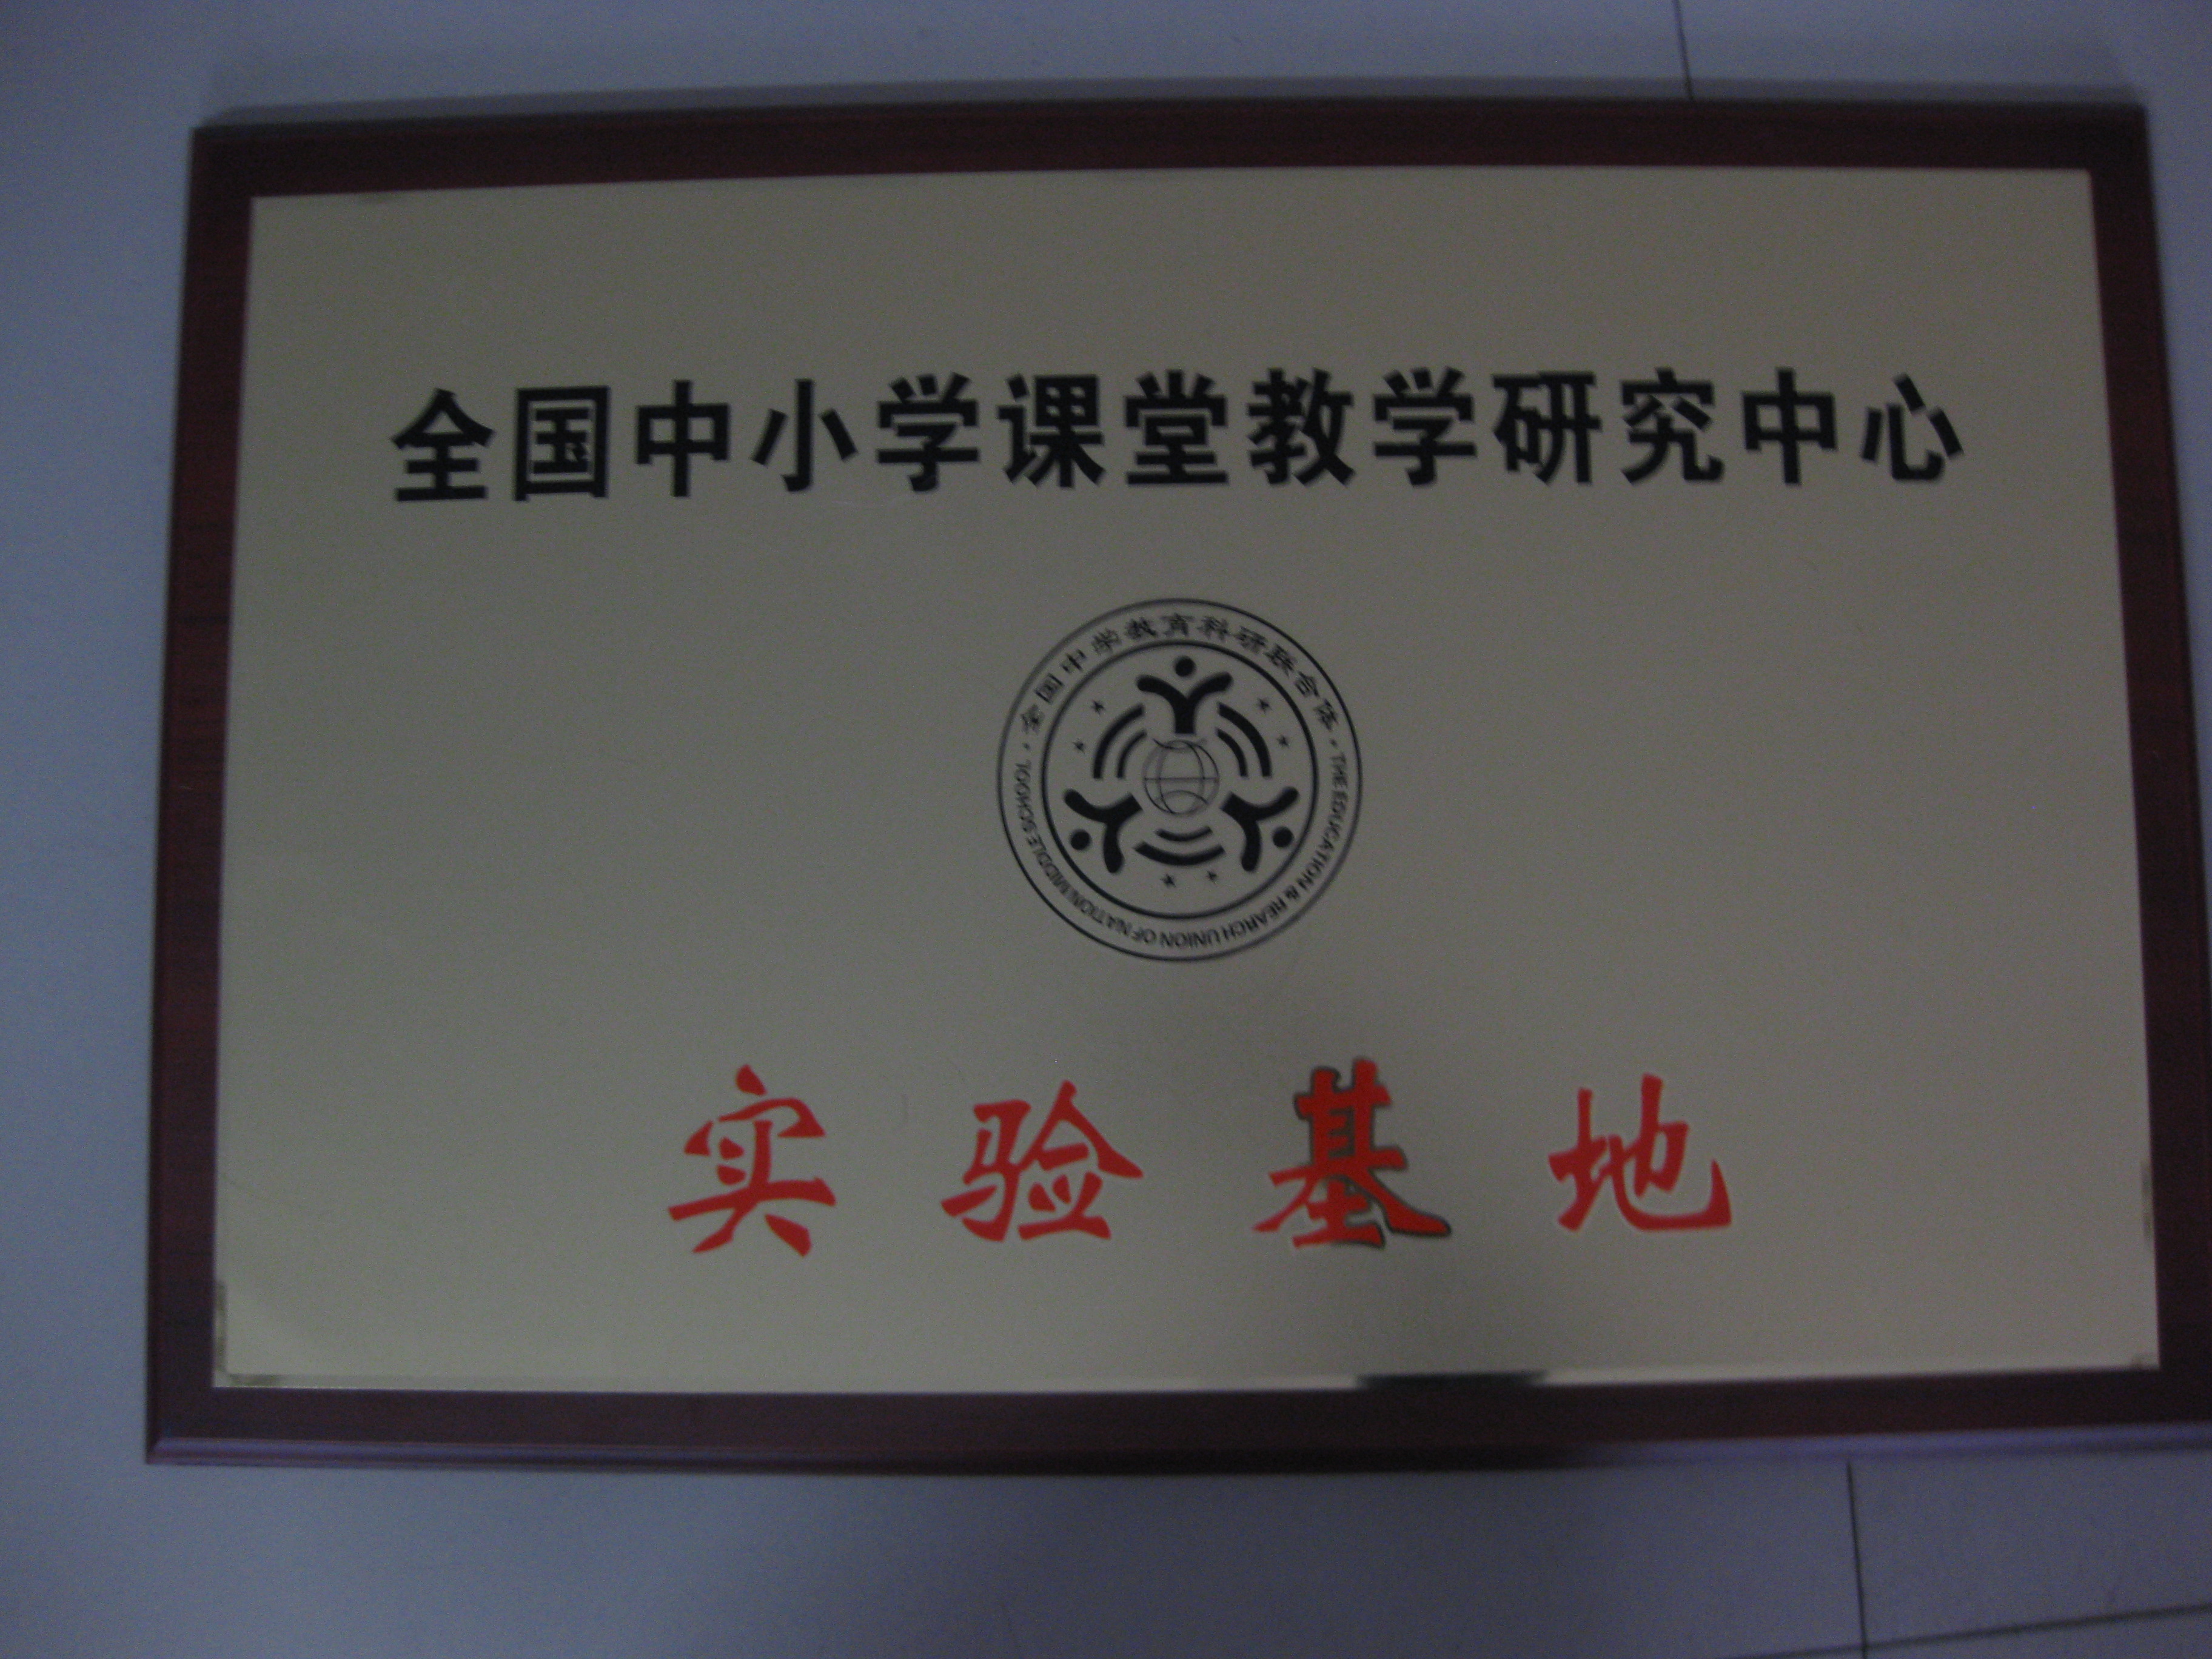 全国中小学课堂教学研究中心
·全国中学教育科研联合体·
THE EDUCATION & REARCH UNION OF NATION MIDDLE SCHOOL
实验基地